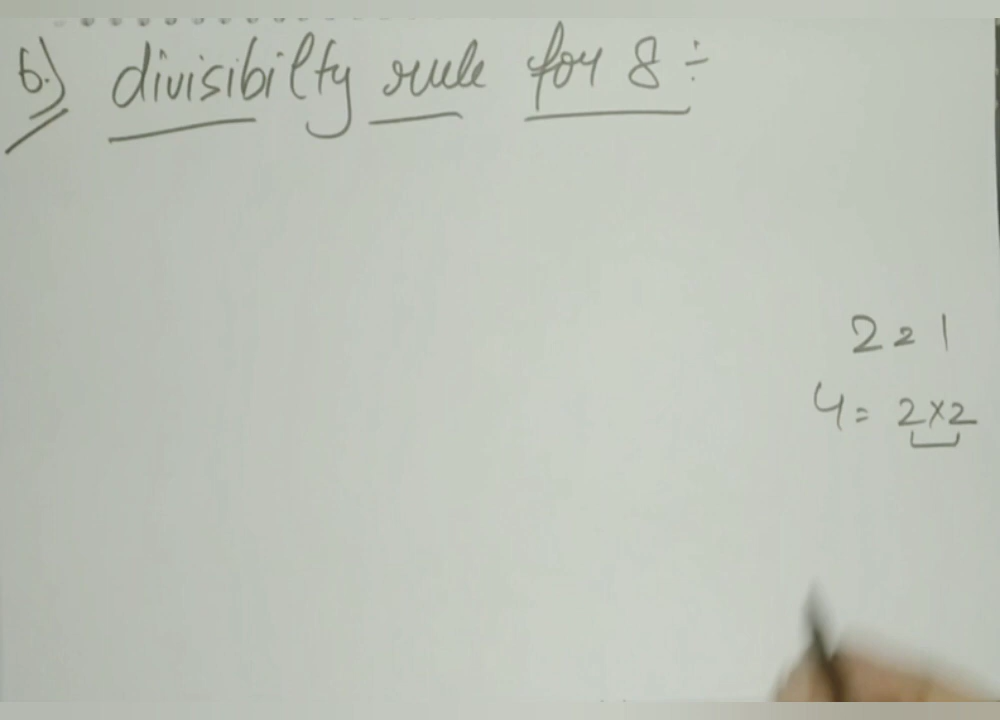 6.) divisibilty rule for 8 ÷
2 = 1
4 = 2×2